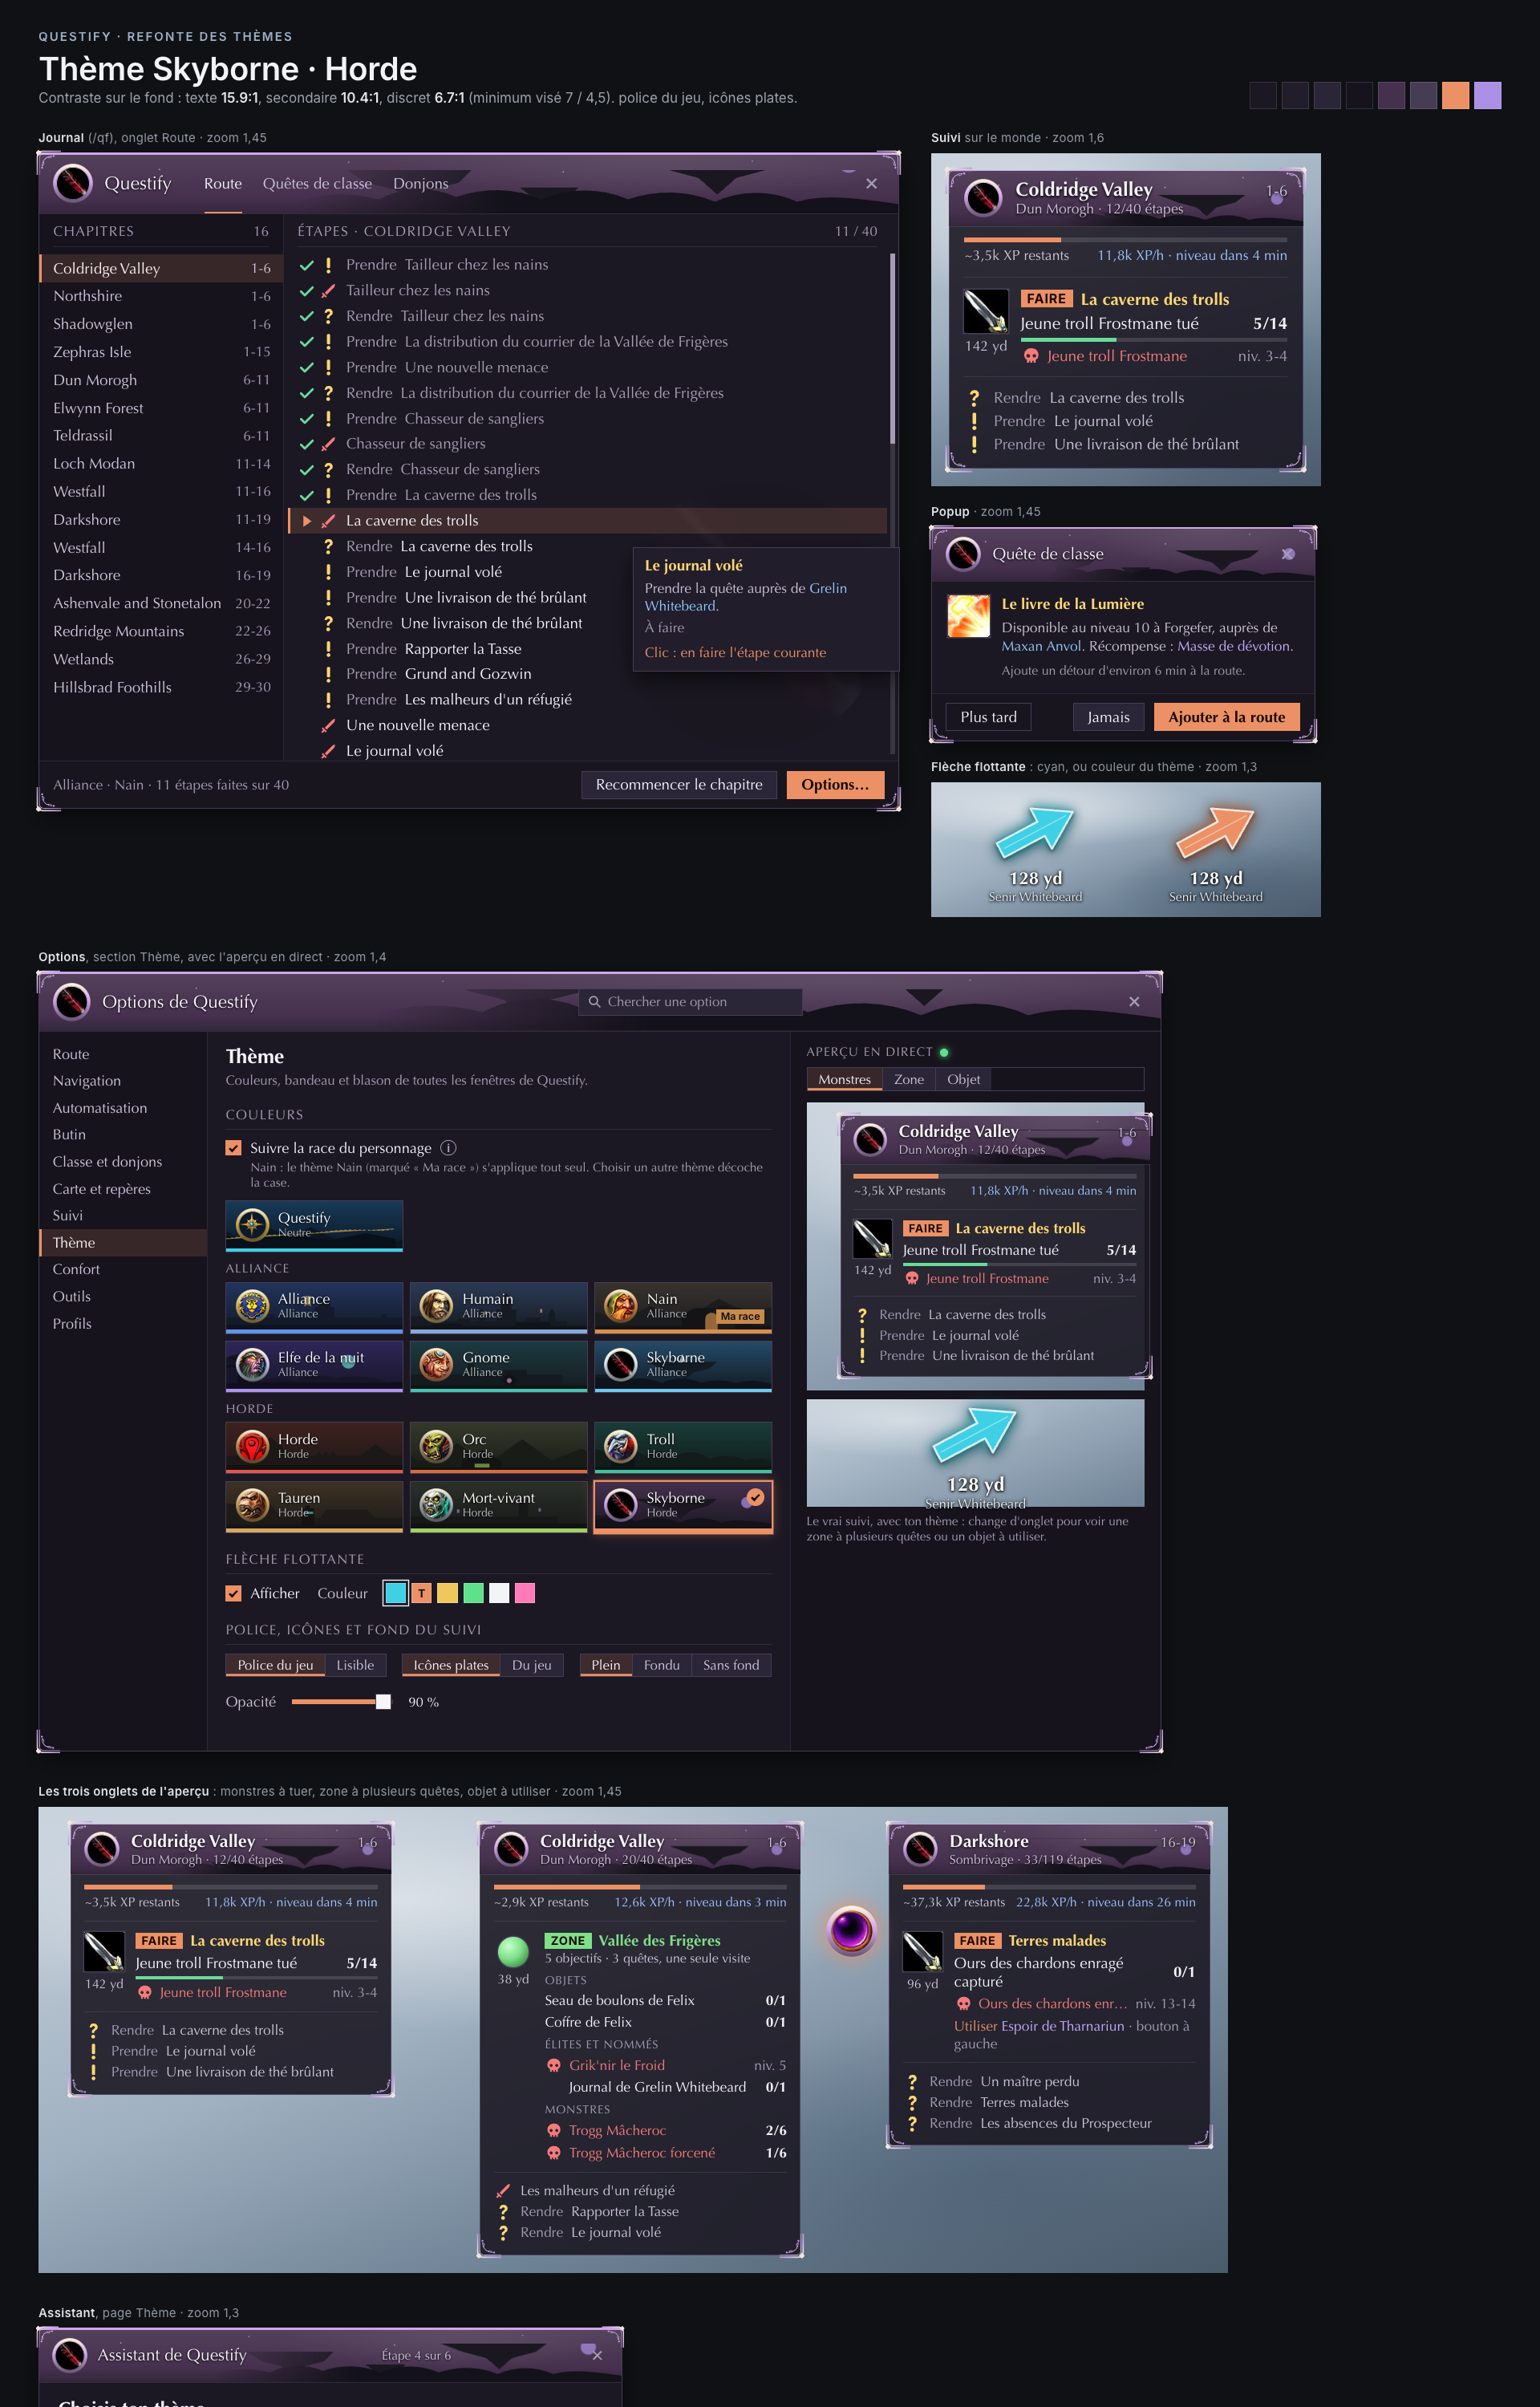 QUESTIFY · REFONTE DES THÈMES
Thème Skyborne · Horde
Contraste sur le fond : texte 15.9:1, secondaire 10.4:1, discret 6.7:1 (minimum visé 7 / 4,5). police du jeu, icônes plates.
Journal (/qf), onglet Route · zoom 1,45
Questify
Route
Quêtes de classe
Donjons
CHAPITRES 16
Coldridge Valley 1-6
Northshire 1-6
Shadowglen 1-6
Zephras Isle 1-15
Dun Morogh 6-11
Elwynn Forest 6-11
Teldrassil 6-11
Loch Modan 11-14
Westfall 11-16
Darkshore 11-19
Westfall 14-16
Darkshore 16-19
Ashenvale and Stonetalon 20-22
Redridge Mountains 22-26
Wetlands 26-29
Hillsbrad Foothills 29-30
ÉTAPES · COLDRIDGE VALLEY 11 / 40
Prendre Tailleur chez les nains
Tailleur chez les nains
Rendre Tailleur chez les nains
Prendre La distribution du courrier de la Vallée de Frigères
Prendre Une nouvelle menace
Rendre La distribution du courrier de la Vallée de Frigères
Prendre Chasseur de sangliers
Chasseur de sangliers
Rendre Chasseur de sangliers
Prendre La caverne des trolls
La caverne des trolls
Rendre La caverne des trolls
Prendre Le journal volé
Prendre Une livraison de thé brûlant
Rendre Une livraison de thé brûlant
Prendre Rapporter la Tasse
Prendre Grund and Gozwin
Prendre Les malheurs d'un réfugié
Une nouvelle menace
Le journal volé
Le journal volé
Prendre la quête auprès de Grelin
Whitebeard.
À faire
Clic : en faire l'étape courante
Alliance · Nain · 11 étapes faites sur 40
Recommencer le chapitre
Options…
Suivi sur le monde · zoom 1,6
Coldridge Valley 1-6
Dun Morogh · 12/40 étapes
~3,5k XP restants 11,8k XP/h · niveau dans 4 min
FAIRE La caverne des trolls
Jeune troll Frostmane tué 5/14
142 yd
Jeune troll Frostmane niv. 3-4
Rendre La caverne des trolls
Prendre Le journal volé
Prendre Une livraison de thé brûlant
Popup · zoom 1,45
Quête de classe
Le livre de la Lumière
Disponible au niveau 10 à Forgefer, auprès de
Maxan Anvol. Récompense : Masse de dévotion.
Ajoute un détour d'environ 6 min à la route.
Plus tard
Jamais
Ajouter à la route
Flèche flottante : cyan, ou couleur du thème · zoom 1,3
128 yd
Senir Whitebeard
128 yd
Senir Whitebeard
Options, section Thème, avec l'aperçu en direct · zoom 1,4
Options de Questify
Chercher une option
Route
Navigation
Automatisation
Butin
Classe et donjons
Carte et repères
Suivi
Thème
Confort
Outils
Profils
Thème
Couleurs, bandeau et blason de toutes les fenêtres de Questify.
COULEURS
Suivre la race du personnage
Nain : le thème Nain (marqué « Ma race ») s'applique tout seul. Choisir un autre thème décoche
la case.
Questify
Neutre
ALLIANCE
Alliance
Alliance
Humain
Alliance
Nain
Alliance
Ma race
Elfe de la nuit
Alliance
Gnome
Alliance
Skyborne
Alliance
HORDE
Horde
Horde
Orc
Horde
Troll
Horde
Tauren
Horde
Mort-vivant
Horde
Skyborne
Horde
FLÈCHE FLOTTANTE
Afficher Couleur T
POLICE, ICÔNES ET FOND DU SUIVI
Police du jeu Lisible Icônes plates Du jeu Plein Fondu Sans fond
Opacité 90 %
APERÇU EN DIRECT
Monstres Zone Objet
Coldridge Valley 1-6
Dun Morogh · 12/40 étapes
~3,5k XP restants 11,8k XP/h · niveau dans 4 min
FAIRE La caverne des trolls
Jeune troll Frostmane tué 5/14
142 yd
Jeune troll Frostmane niv. 3-4
Rendre La caverne des trolls
Prendre Le journal volé
Prendre Une livraison de thé brûlant
128 yd
Senir Whitebeard
Le vrai suivi, avec ton thème : change d'onglet pour voir une
zone à plusieurs quêtes ou un objet à utiliser.
Les trois onglets de l'aperçu : monstres à tuer, zone à plusieurs quêtes, objet à utiliser · zoom 1,45
Coldridge Valley 1-6
Dun Morogh · 12/40 étapes
~3,5k XP restants 11,8k XP/h · niveau dans 4 min
FAIRE La caverne des trolls
Jeune troll Frostmane tué 5/14
142 yd
Jeune troll Frostmane niv. 3-4
Rendre La caverne des trolls
Prendre Le journal volé
Prendre Une livraison de thé brûlant
Coldridge Valley 1-6
Dun Morogh · 20/40 étapes
~2,9k XP restants 12,6k XP/h · niveau dans 3 min
ZONE Vallée des Frigères
5 objectifs · 3 quêtes, une seule visite
38 yd
OBJETS
Seau de boulons de Felix 0/1
Coffre de Felix 0/1
ÉLITES ET NOMMÉS
Grik'nir le Froid niv. 5
Journal de Grelin Whitebeard 0/1
MONSTRES
Trogg Mâcheroc 2/6
Trogg Mâcheroc forcené 1/6
Les malheurs d'un réfugié
Rendre Rapporter la Tasse
Rendre Le journal volé
Darkshore 16-19
Sombrivage · 33/119 étapes
~37,3k XP restants 22,8k XP/h · niveau dans 26 min
FAIRE Terres malades
Ours des chardons enragé
capturé 0/1
96 yd
Ours des chardons enr… niv. 13-14
Utiliser Espoir de Tharnariun · bouton à
gauche
Rendre Un maître perdu
Rendre Terres malades
Rendre Les absences du Prospecteur
Assistant, page Thème · zoom 1,3
Assistant de Questify
Étape 4 sur 6